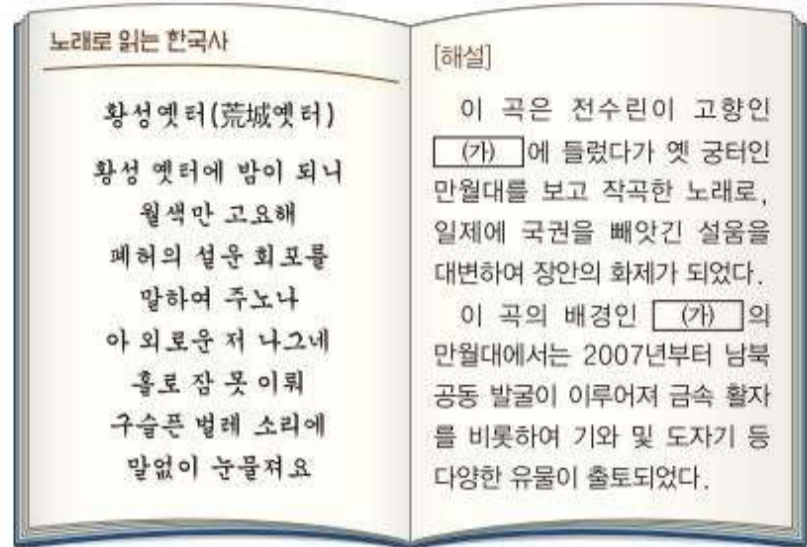 노래로 읽는 한국사
황성옛터(荒城옛터)
황성 옛터에 밤이 되니
월색만 고요해
폐허의 설운 회포를
말하여 주노나
아 외로운 저 나그네
홀로 잠 못 이뤄
구슬픈 벌레 소리에
말없이 눈물져요
[해설]
이 곡은 전수린이 고향인
(가) 에 들렀다가 옛 궁터인
만월대를 보고 작곡한 노래로,
일제에 국권을 빼앗긴 설움을
대변하여 장안의 화제가 되었다.
이 곡의 배경인 (가) 의
만월대에서는 2007년부터 남북
공동 발굴이 이루어져 금속 활자
를 비롯하여 기와 및 도자기 등
다양한 유물이 출토되었다.